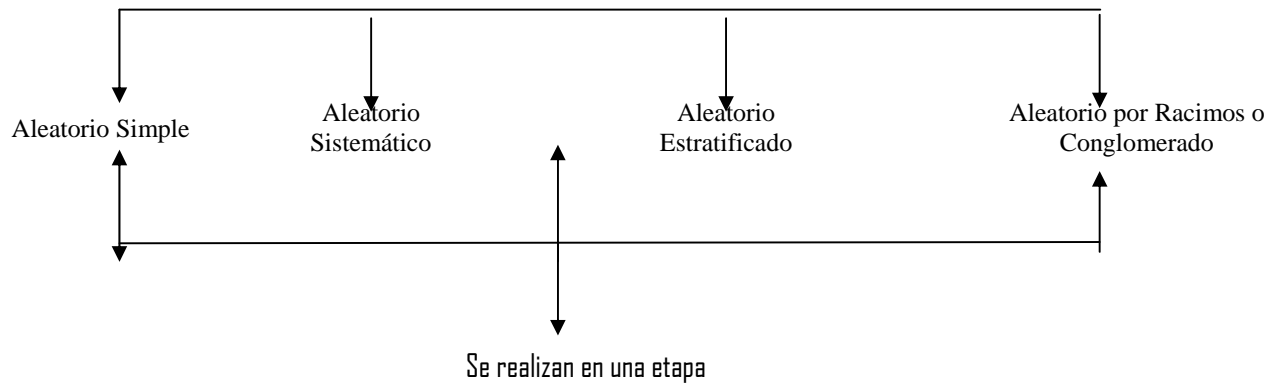 Aleatorio Simple
Aleatorio
Sistemático
Aleatorio
Estratificado
Aleatorio por Racimos o
Conglomerado
Se realizan en una etapa